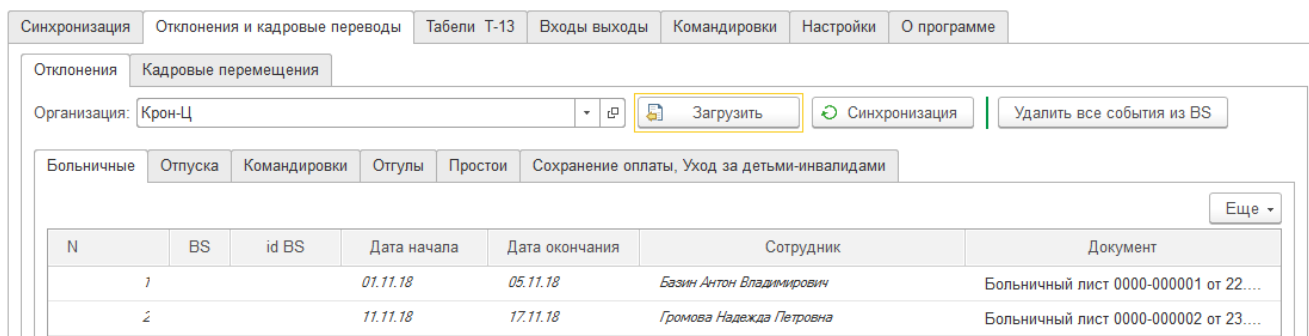 Синхронизация Отклонения и кадровые переводы Табели Т-13 Входы выходы Командировки Настройки О программе
Отклонения Кадровые перемещения
Организация: Крон-Ц Загрузить Синхронизация Удалить все события из BS
Больничные Отпуска Командировки Отгулы Простои Сохранение оплаты, Уход за детьми-инвалидами
Еще
N BS id BS Дата начала Дата окончания Сотрудник Документ
1 01.11.18 05.11.18 Базин Антон Владимирович Больничный лист 0000-000001 от 22....
2 11.11.18 17.11.18 Громова Надежда Петровна Больничный лист 0000-000002 от 23....